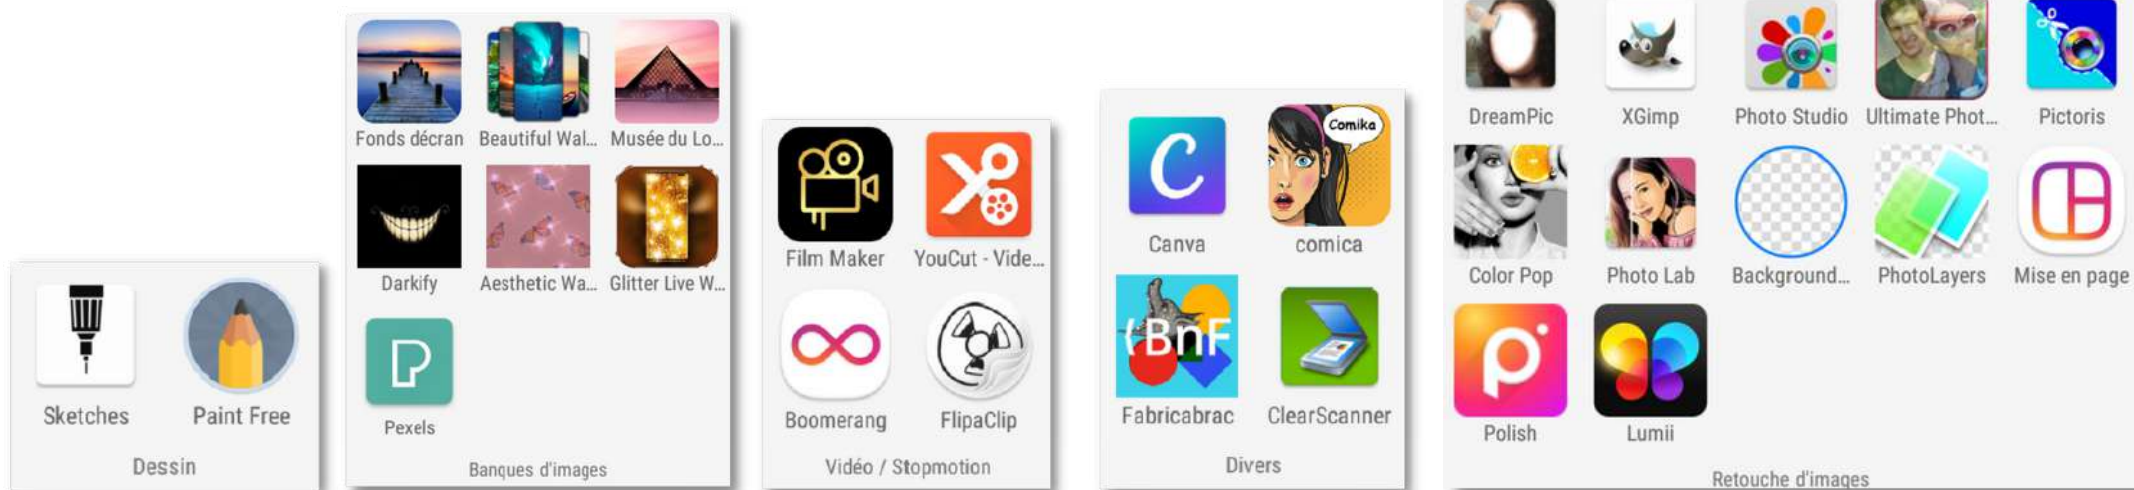 Sketches
Paint Free
Dessin
Fonds décran
Beautiful Wal...
Musée du Lo...
Darkify
Aesthetic Wa...
Glitter Live W...
Pexels
Banques d'images
Film Maker
YouCut - Vide...
Boomerang
FlipaClip
Vidéo / Stopmotion
C
Comika
Canva
comica
{BnF
Fabricabrac
ClearScanner
Divers
DreamPic
XGimp
Photo Studio
Ultimate Phot...
Pictoris
Color Pop
Photo Lab
Background...
PhotoLayers
Mise en page
Polish
Lumii
Retouche d'images